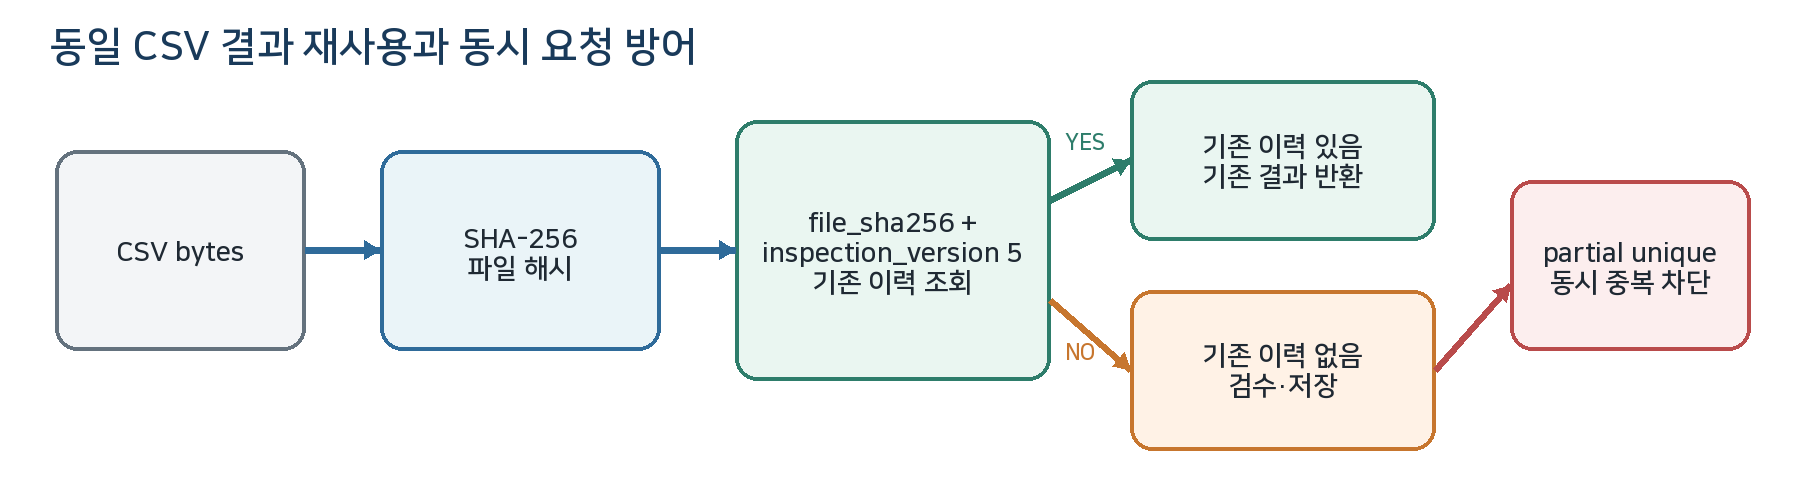 동일 CSV 결과 재사용과 동시 요청 방어
CSV bytes
SHA-256
파일 해시
file_sha256 +
inspection_version 5
기존 이력 조회
YES
기존 이력 있음
기존 결과 반환
NO
기존 이력 없음
검수·저장
partial unique
동시 중복 차단